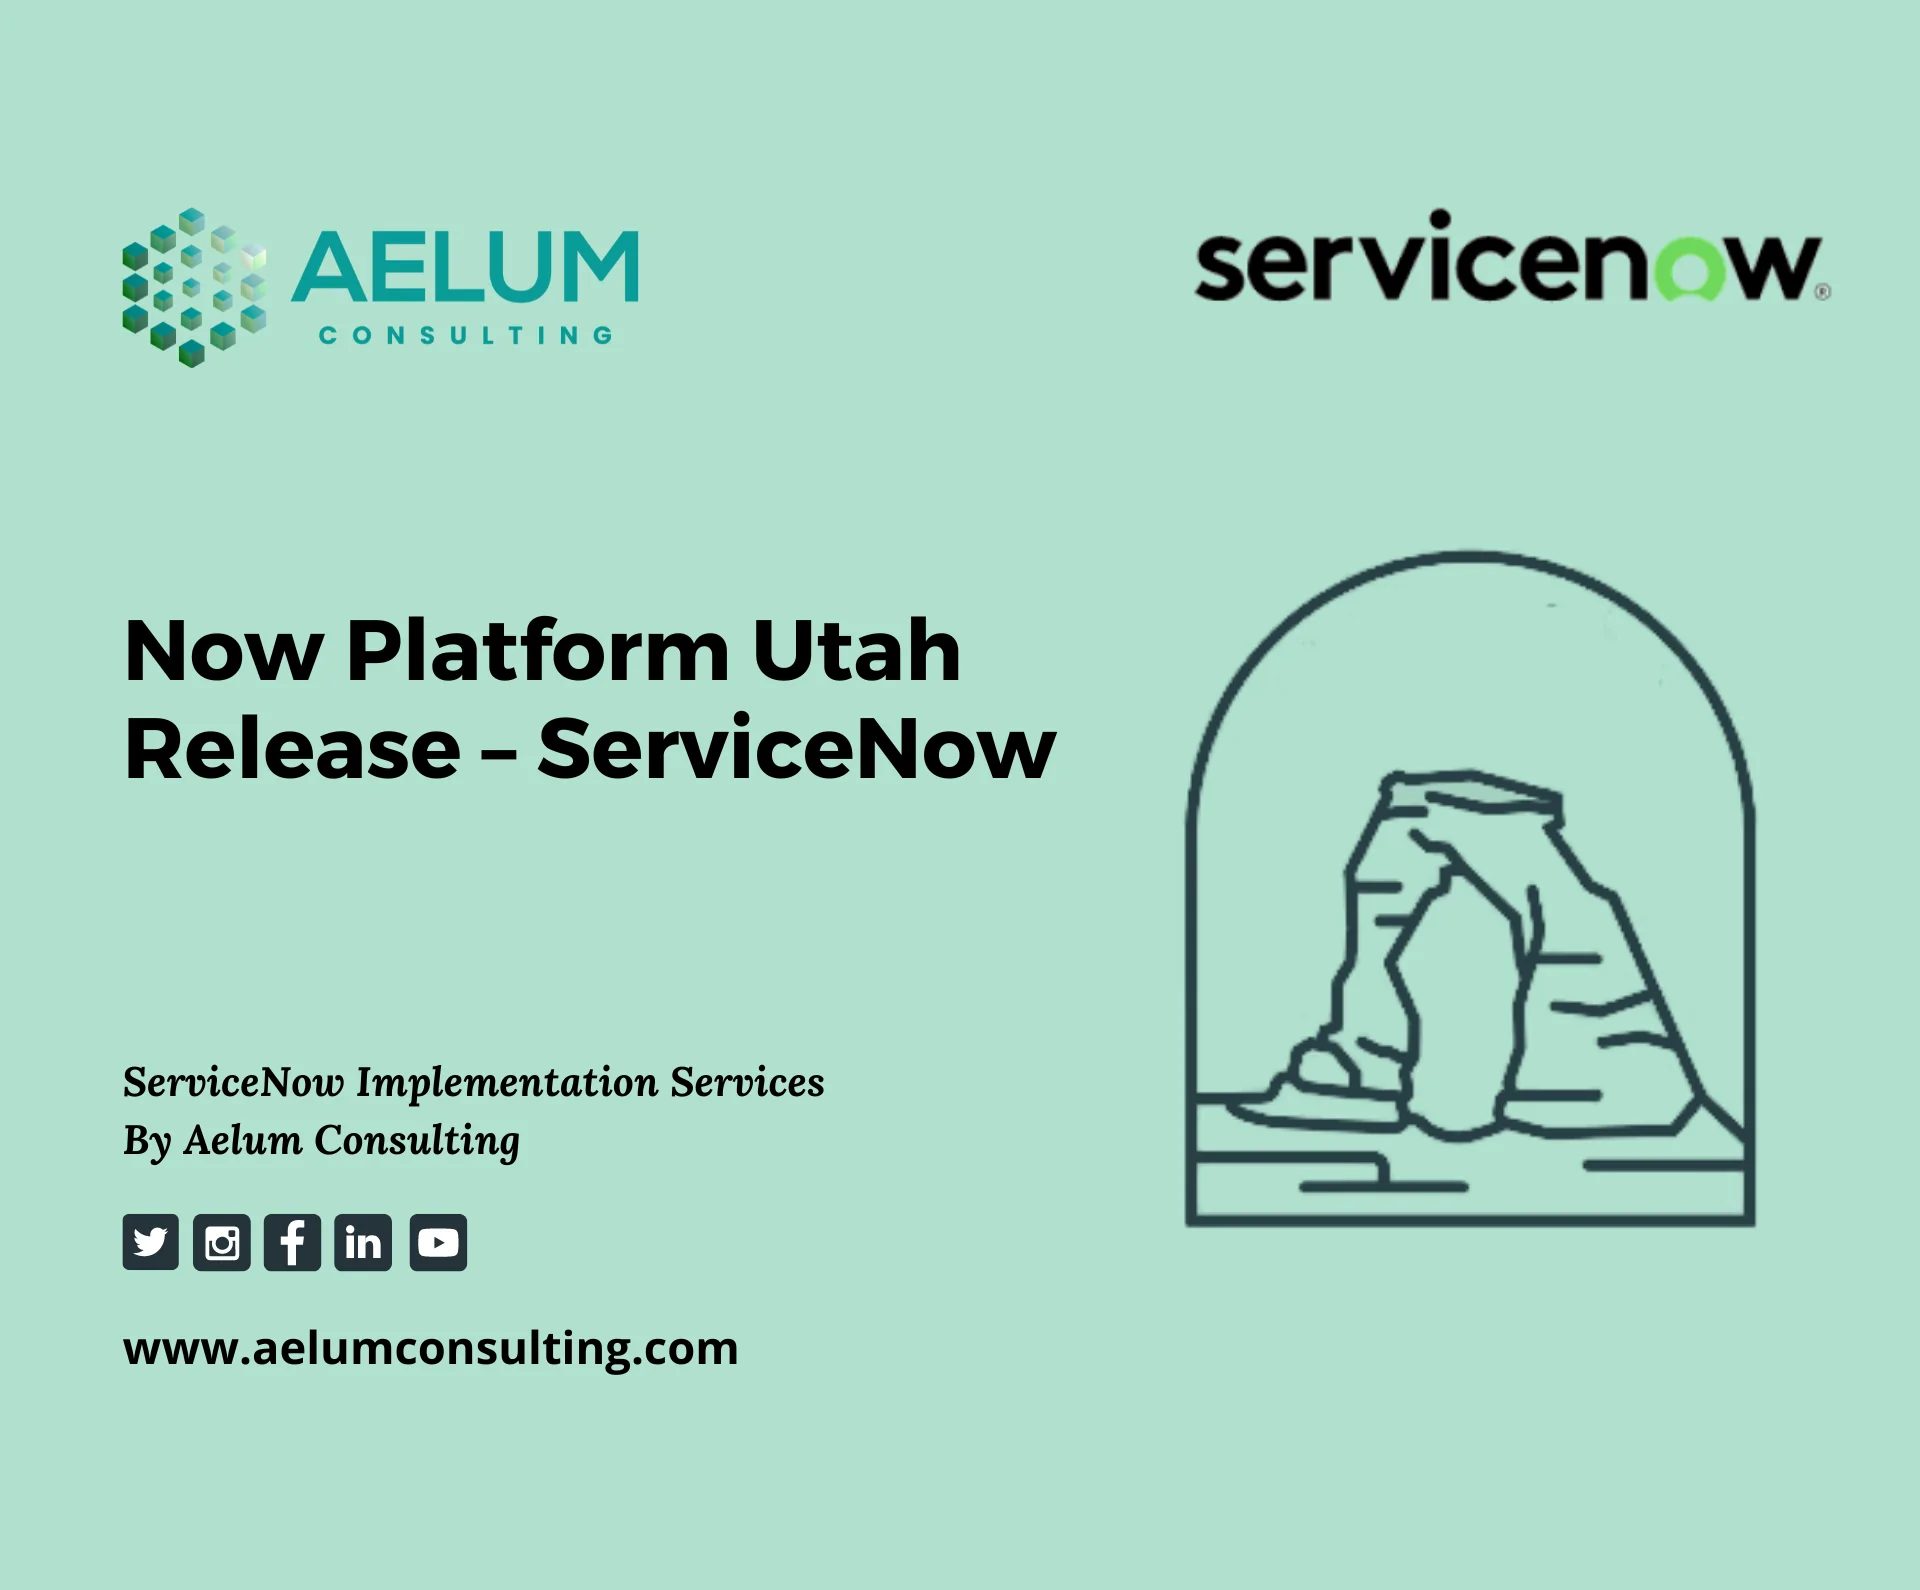 AELUM
CONSULTING
servicenow®
Now Platform Utah
Release – ServiceNow
ServiceNow Implementation Services
By Aelum Consulting
www.aelumconsulting.com